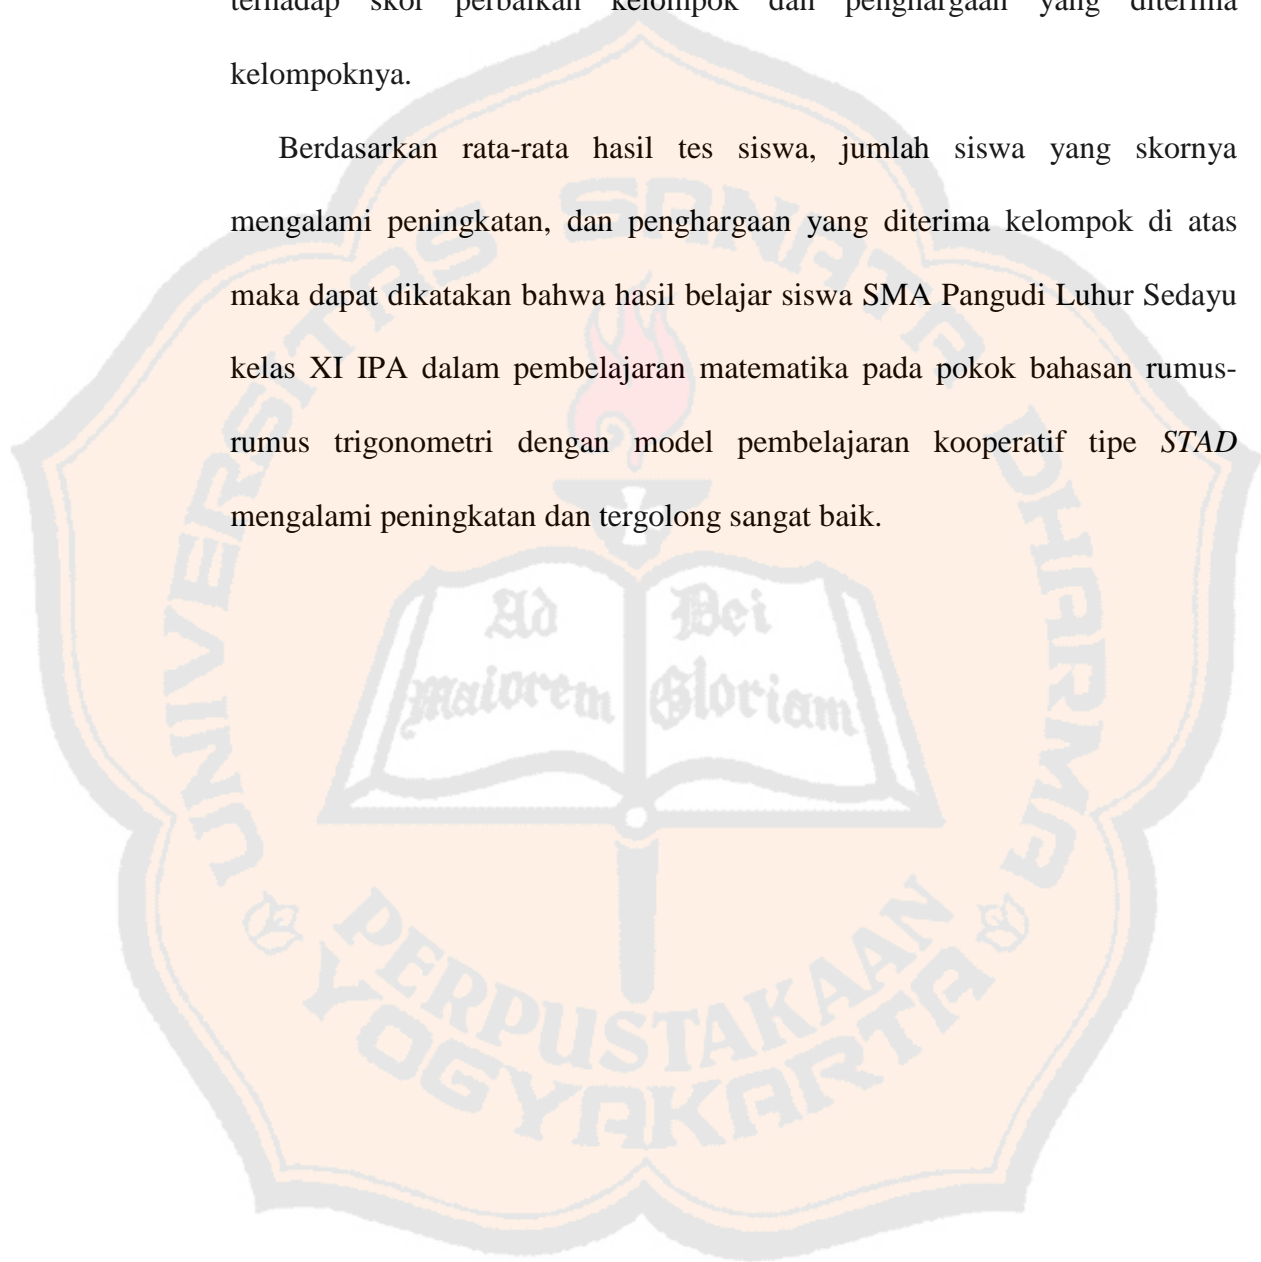 terhadap skor perbaikan kelompok dan penghargaan yang diterima
kelompoknya.
Berdasarkan rata-rata hasil tes siswa, jumlah siswa yang skornya
mengalami peningkatan, dan penghargaan yang diterima kelompok di atas
maka dapat dikatakan bahwa hasil belajar siswa SMA Pangudi Luhur Sedayu
kelas XI IPA dalam pembelajaran matematika pada pokok bahasan rumus-
rumus trigonometri dengan model pembelajaran kooperatif tipe STAD
mengalami peningkatan dan tergolong sangat baik.
UNIVERSITAS SANATA DHARMA
Ad Dei
maiorem Gloriam
PERPUSTAKAAN
YOGYAKARTA